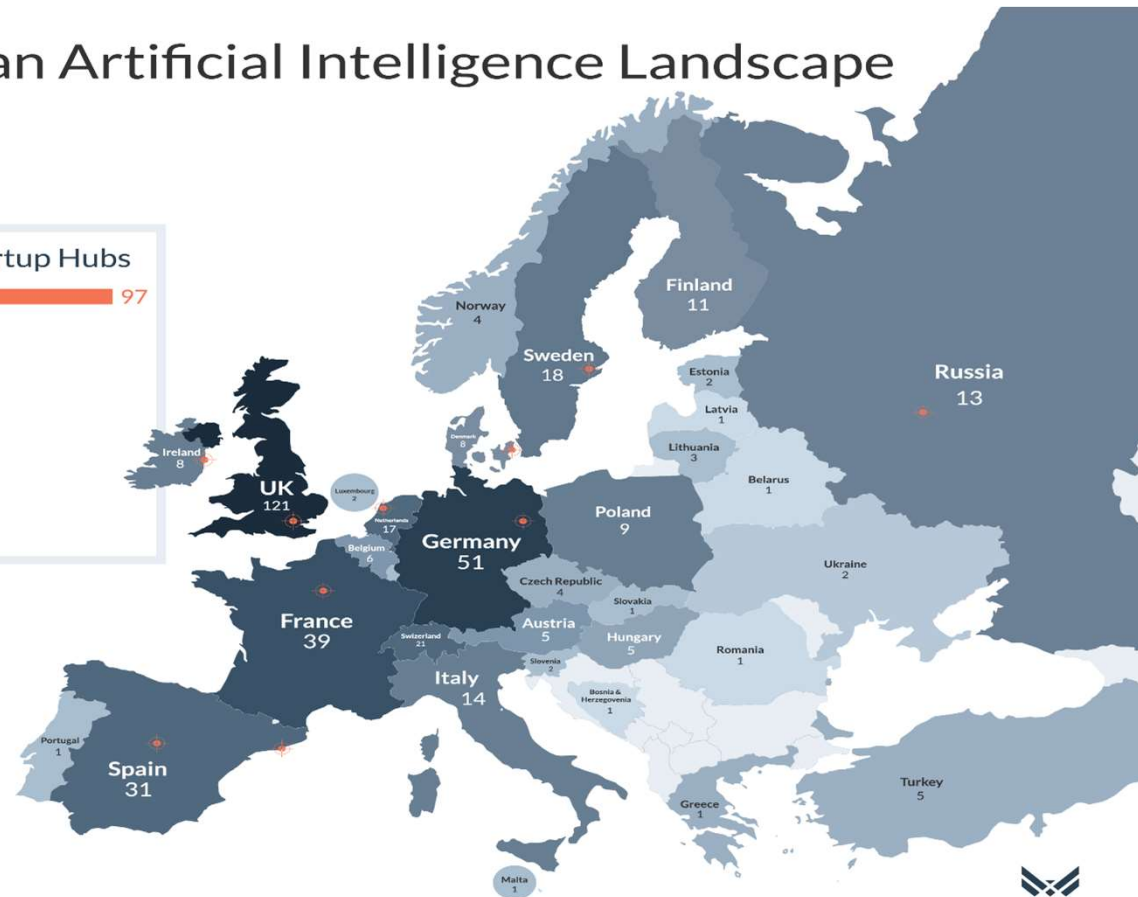 an Artificial Intelligence Landscape
rtup Hubs
97
Norway
4
Finland
11
Sweden
18
Russia
13
Estonia
2
Latvia
1
Lithuania
3
Belarus
1
Denmark
8
Ireland
8
UK
121
Luxembourg
2
Netherlands
17
Belgium
6
Germany
51
Poland
9
Ukraine
2
Czech Republic
4
Slovakia
1
France
39
Swizerland
21
Austria
5
Hungary
5
Romania
1
Slovenia
2
Italy
14
Bosnia &
Herzegovenia
1
Portugal
1
Spain
31
Greece
1
Turkey
5
Malta
1